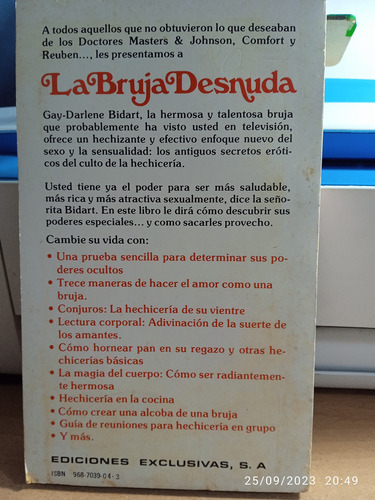 A todos aquellos que no obtuvieron lo que deseaban
de los Doctores Masters & Johnson, Comfort y
Reuben..., les presentamos a
La Bruja Desnuda
Gay-Darlene Bidart, la hermosa y talentosa bruja
que probablemente ha visto usted en televisión,
ofrece un hechizante y efectivo enfoque nuevo del
sexo y la sensualidad: los antiguos secretos eróti-
cos del culto de la hechicería.
Usted tiene ya el poder para ser más saludable,
más rica y más atractiva sexualmente, dice la seño-
rita Bidart. En este libro le dirá cómo descubrir sus
poderes especiales... y como sacarles provecho.
Cambie su vida con:
• Una prueba sencilla para determinar sus po-
deres ocultos
• Trece maneras de hacer el amor como una
bruja.
• Conjuros: La hechicería de su vientre
• Lectura corporal: Adivinación de la suerte de
los amantes.
• Cómo hornear pan en su regazo y otras he-
chicerías básicas
• La magia del cuerpo: Cómo ser radiantemen-
te hermosa
• Hechicería en la cocina
• Cómo crear una alcoba de una bruja
• Guía de reuniones para hechicería en grupo
• Y más.
EDICIONES EXCLUSIVAS, S. A
ISBN 968-7039-04-3
25/09/2023 20:49